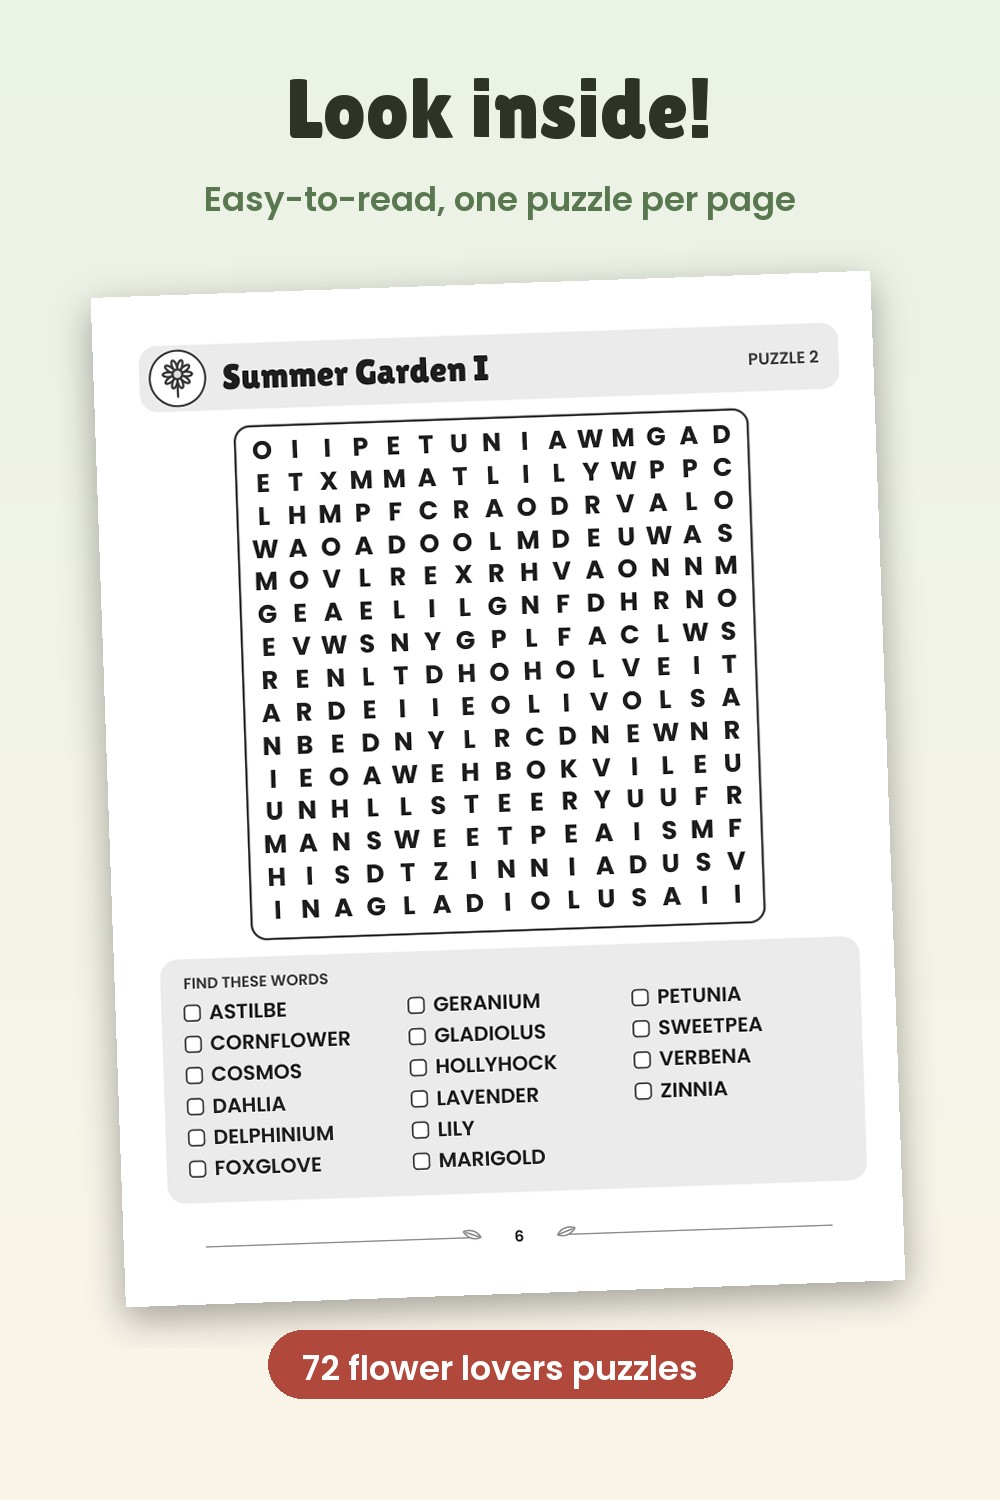 Look inside!
Easy-to-read, one puzzle per page
Summer Garden I
PUZZLE 2
O I I P E T U N I A W M G A D
E T X M M A T L I L Y W P P C
L H M P F C R A O D R V A L O
W A O A D O O L M D E U W A S
M O V L R E X R H V A O N N M
G E A E L I L G N F D H R N O
E V W S N Y G P L F A C L W S
R E N L T D H O H O L V E I T
A R D E I I E O L I V O L S A
N B E D N Y L R C D N E W N R
I E O A W E H B O K V I L E U
U N H L L S T E E R Y U U F R
M A N S W E E T P E A I S M F
H I S D T Z I N N I A D U S V
I N A G L A D I O L U S A I I
FIND THESE WORDS
ASTILBE
CORNFLOWER
COSMOS
DAHLIA
DELPHINIUM
FOXGLOVE
GERANIUM
GLADIOLUS
HOLLYHOCK
LAVENDER
LILY
MARIGOLD
PETUNIA
SWEETPEA
VERBENA
ZINNIA
6
72 flower lovers puzzles